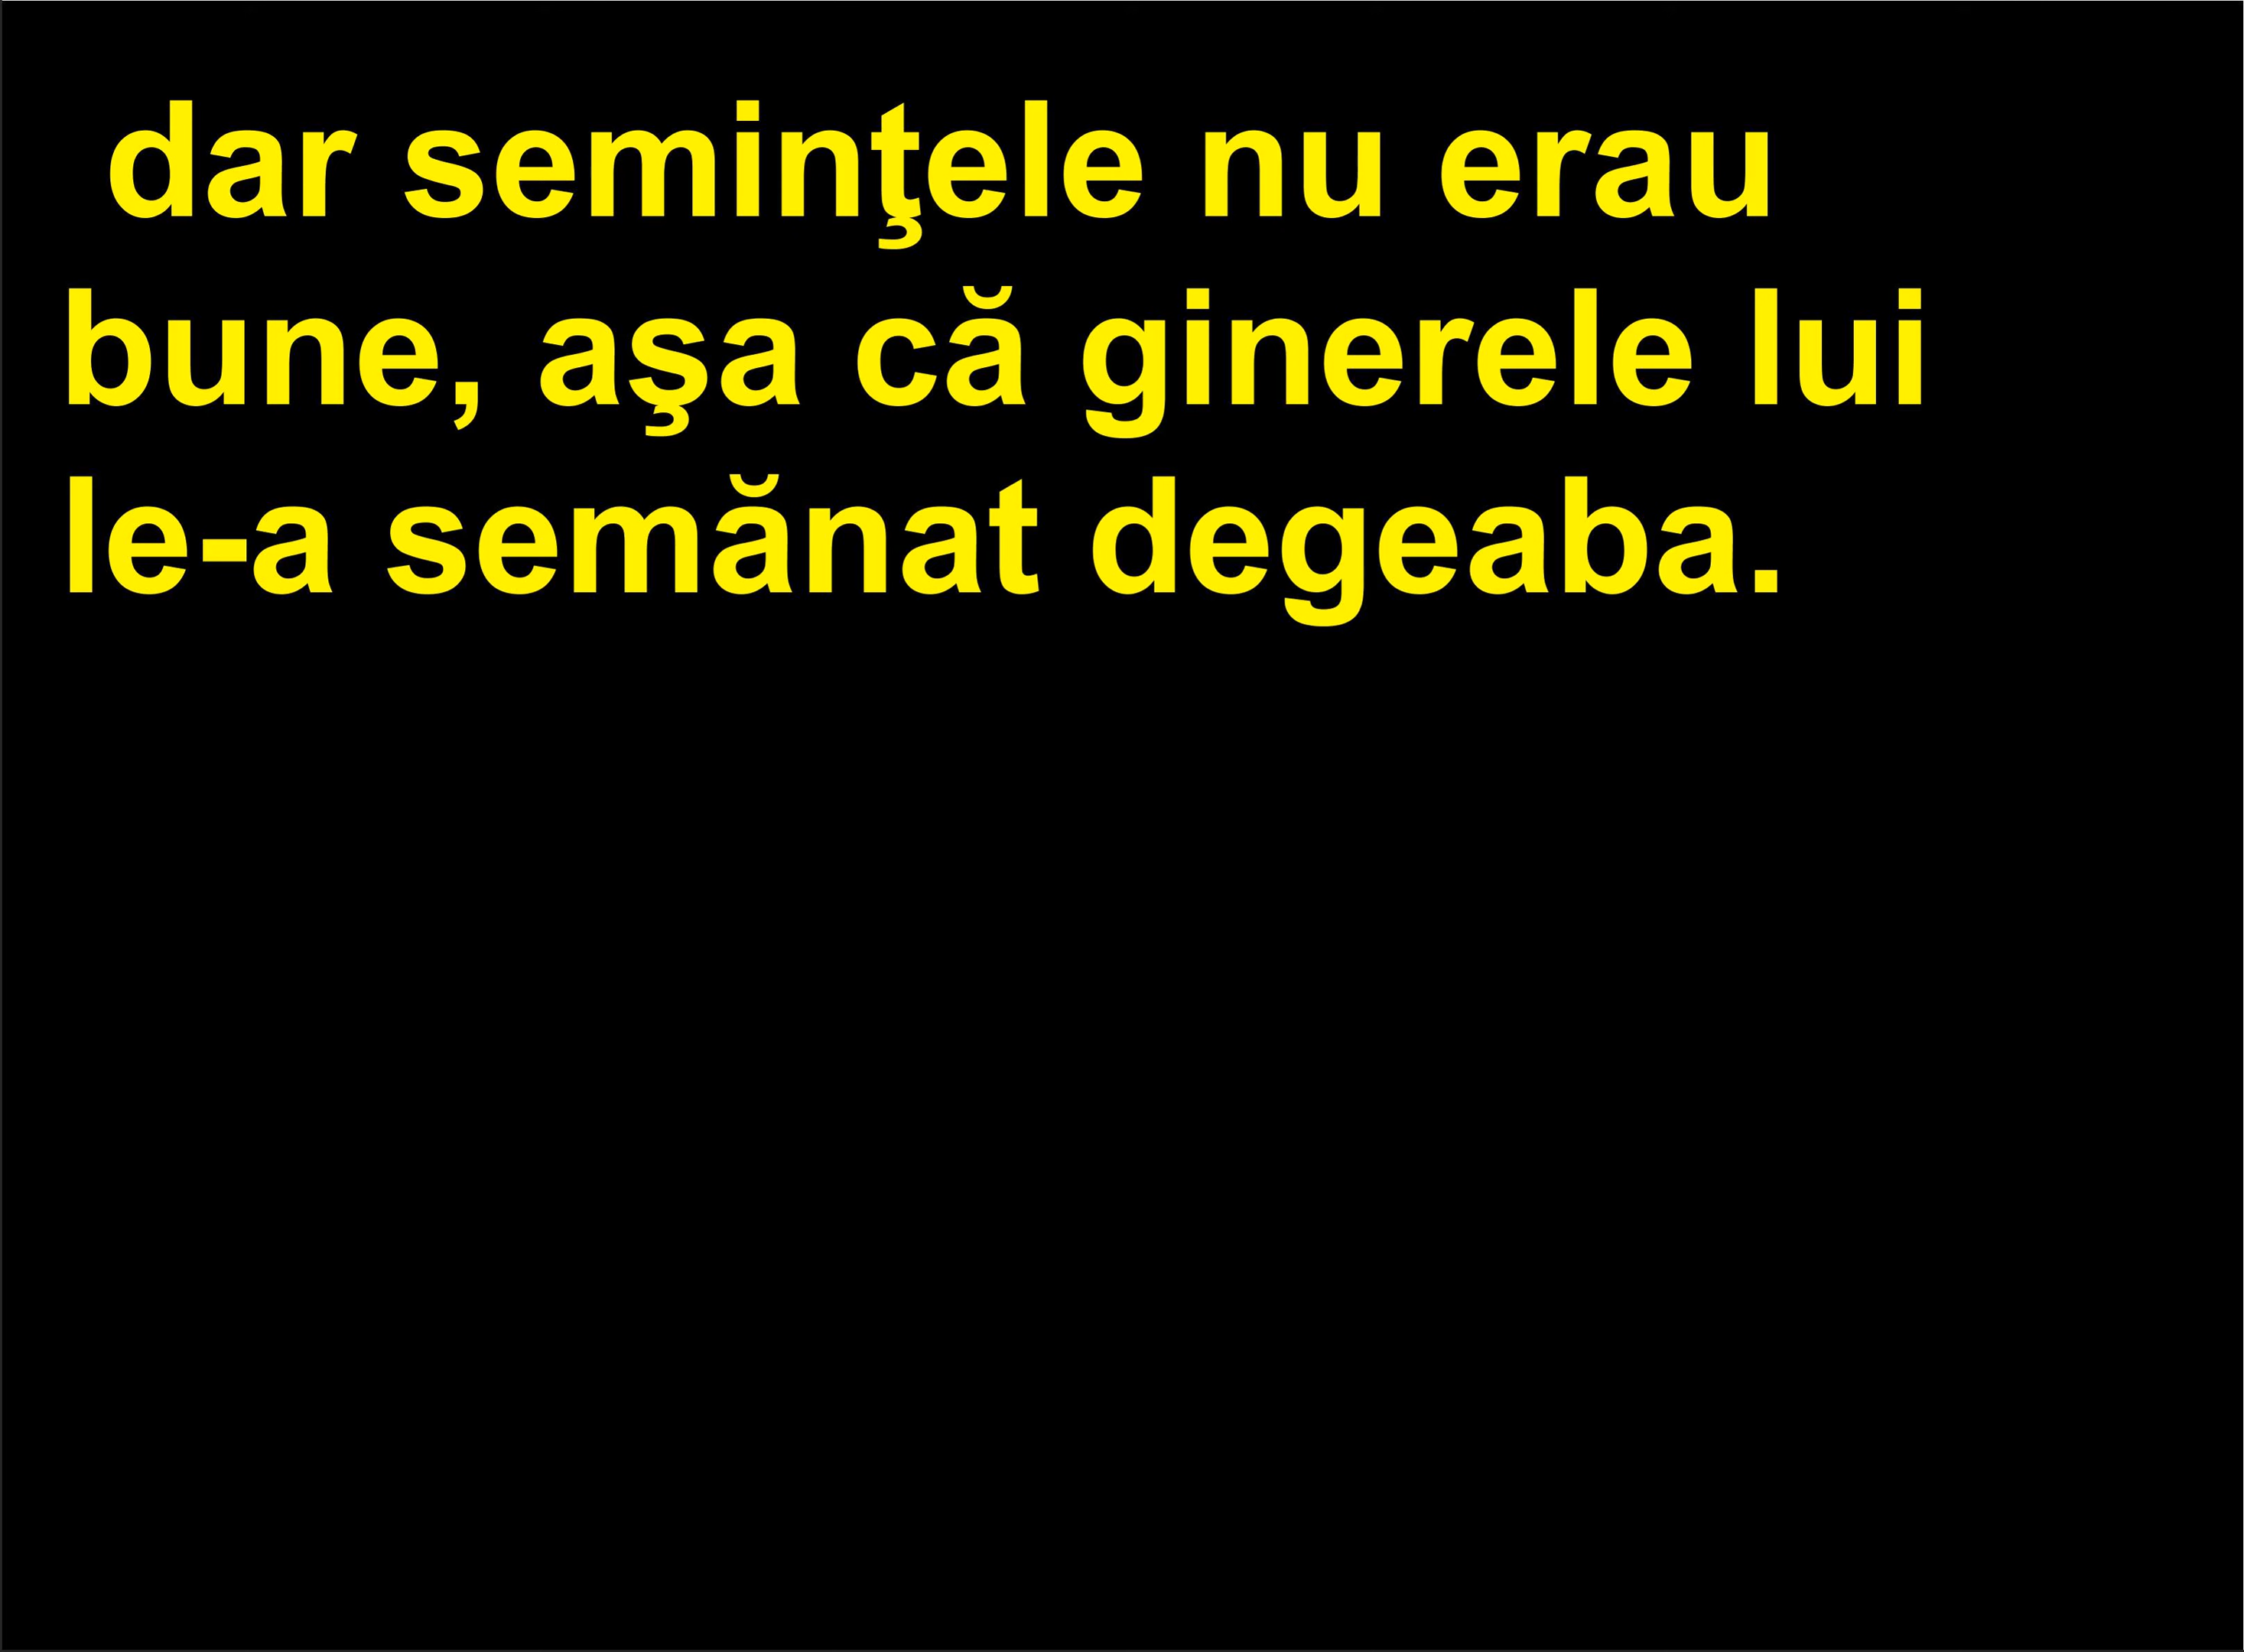 dar seminţele nu erau
bune, aşa că ginerele lui
le-a semănat degeaba.